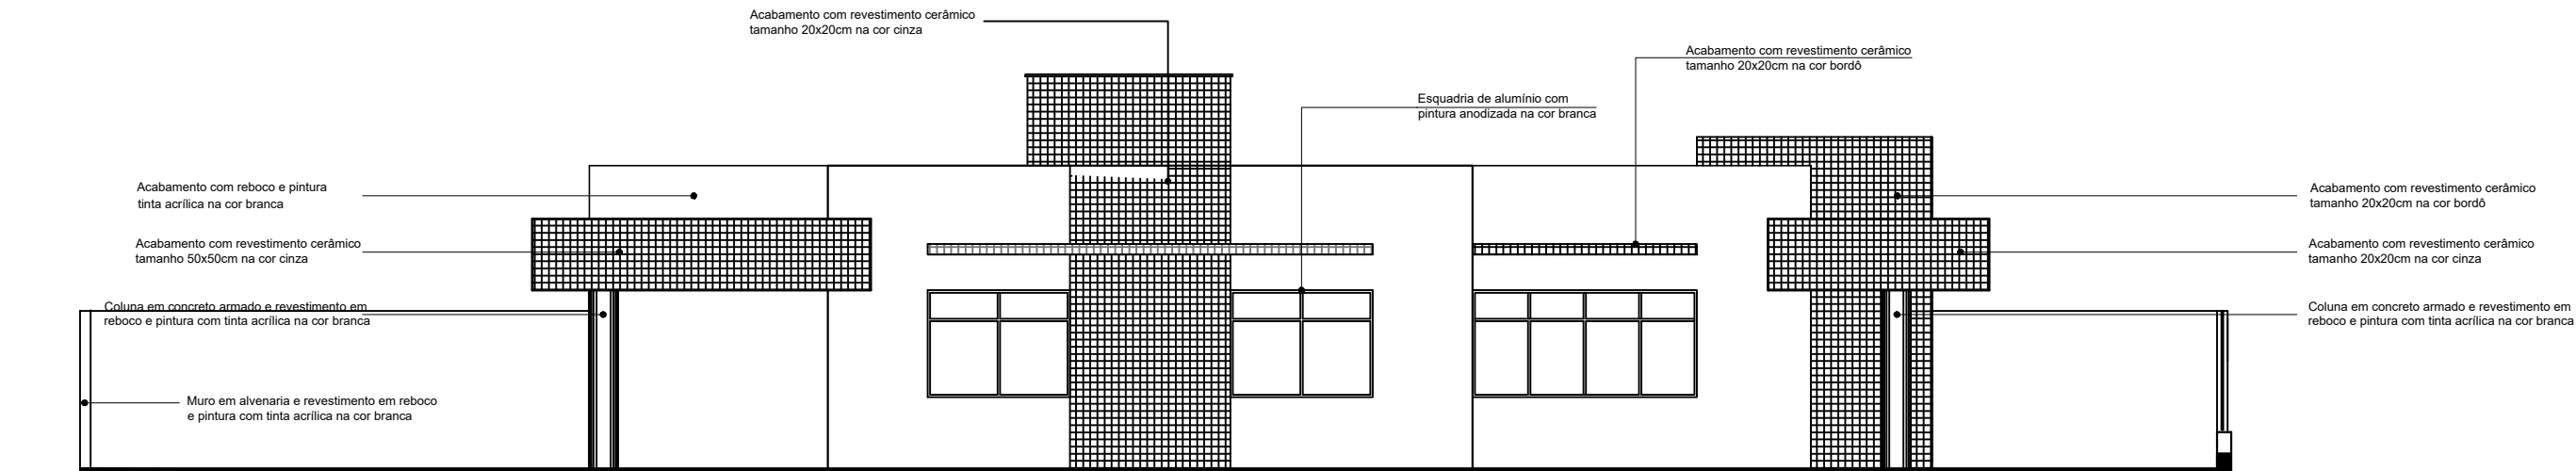 Acabamento com revestimento cerâmico
tamanho 20x20cm na cor cinza
Acabamento com revestimento cerâmico
tamanho 20x20cm na cor bordô
Esquadria de alumínio com
pintura anodizada na cor branca
Acabamento com reboco e pintura
tinta acrílica na cor branca
Acabamento com revestimento cerâmico
tamanho 50x50cm na cor cinza
Coluna em concreto armado e revestimento em
reboco e pintura com tinta acrílica na cor branca
Muro em alvenaria e revestimento em reboco
e pintura com tinta acrílica na cor branca
Acabamento com revestimento cerâmico
tamanho 20x20cm na cor bordô
Acabamento com revestimento cerâmico
tamanho 20x20cm na cor cinza
Coluna em concreto armado e revestimento em
reboco e pintura com tinta acrílica na cor branca